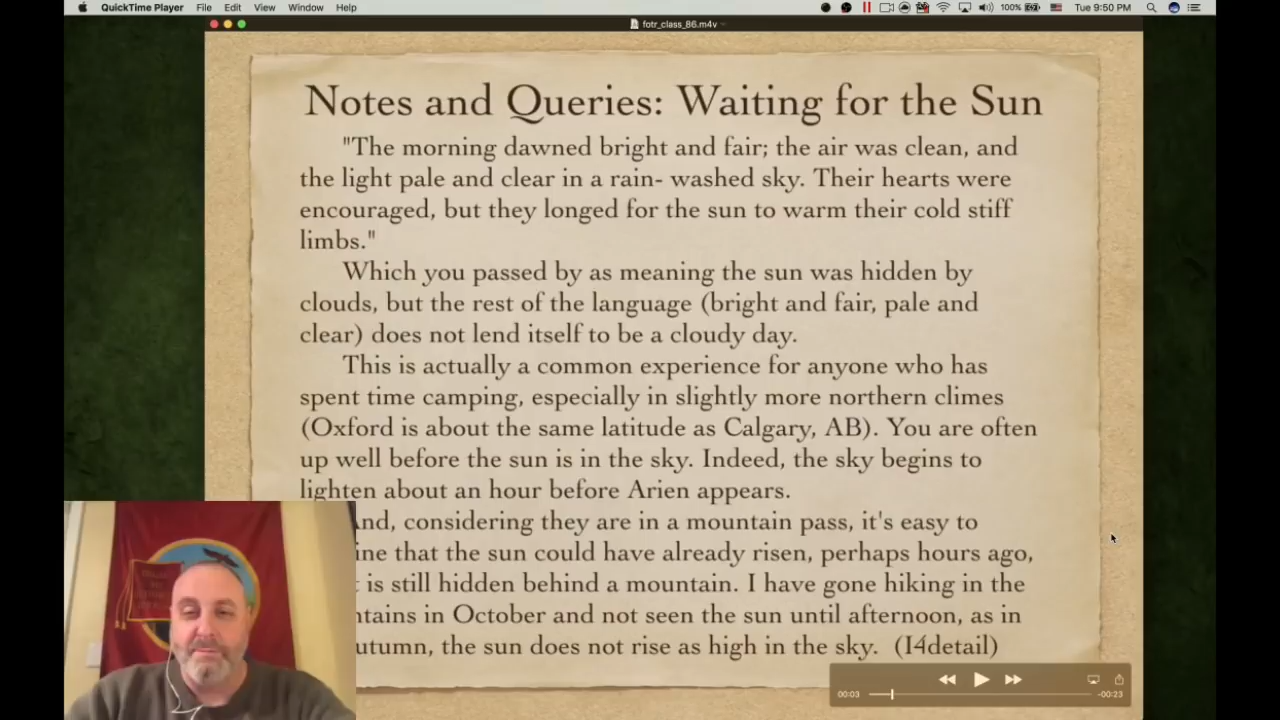 QuickTime Player File Edit View Window Help 100% Tue 9:50 PM
fotr_class_86.m4v
Notes and Queries: Waiting for the Sun
"The morning dawned bright and fair; the air was clean, and
the light pale and clear in a rain- washed sky. Their hearts were
encouraged, but they longed for the sun to warm their cold stiff
limbs."
Which you passed by as meaning the sun was hidden by
clouds, but the rest of the language (bright and fair, pale and
clear) does not lend itself to be a cloudy day.
This is actually a common experience for anyone who has
spent time camping, especially in slightly more northern climes
(Oxford is about the same latitude as Calgary, AB). You are often
up well before the sun is in the sky. Indeed, the sky begins to
lighten about an hour before Arien appears.
And, considering they are in a mountain pass, it's easy to
ine that the sun could have already risen, perhaps hours ago,
t is still hidden behind a mountain. I have gone hiking in the
ntains in October and not seen the sun until afternoon, as in
utumn, the sun does not rise as high in the sky. (I4detail)
00:03 -00:23